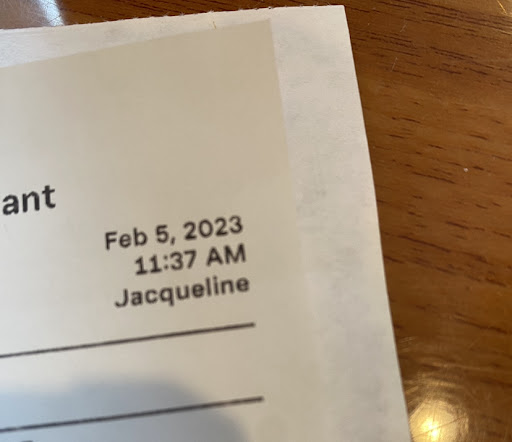 ant
Feb 5, 2023
11:37 AM
Jacqueline